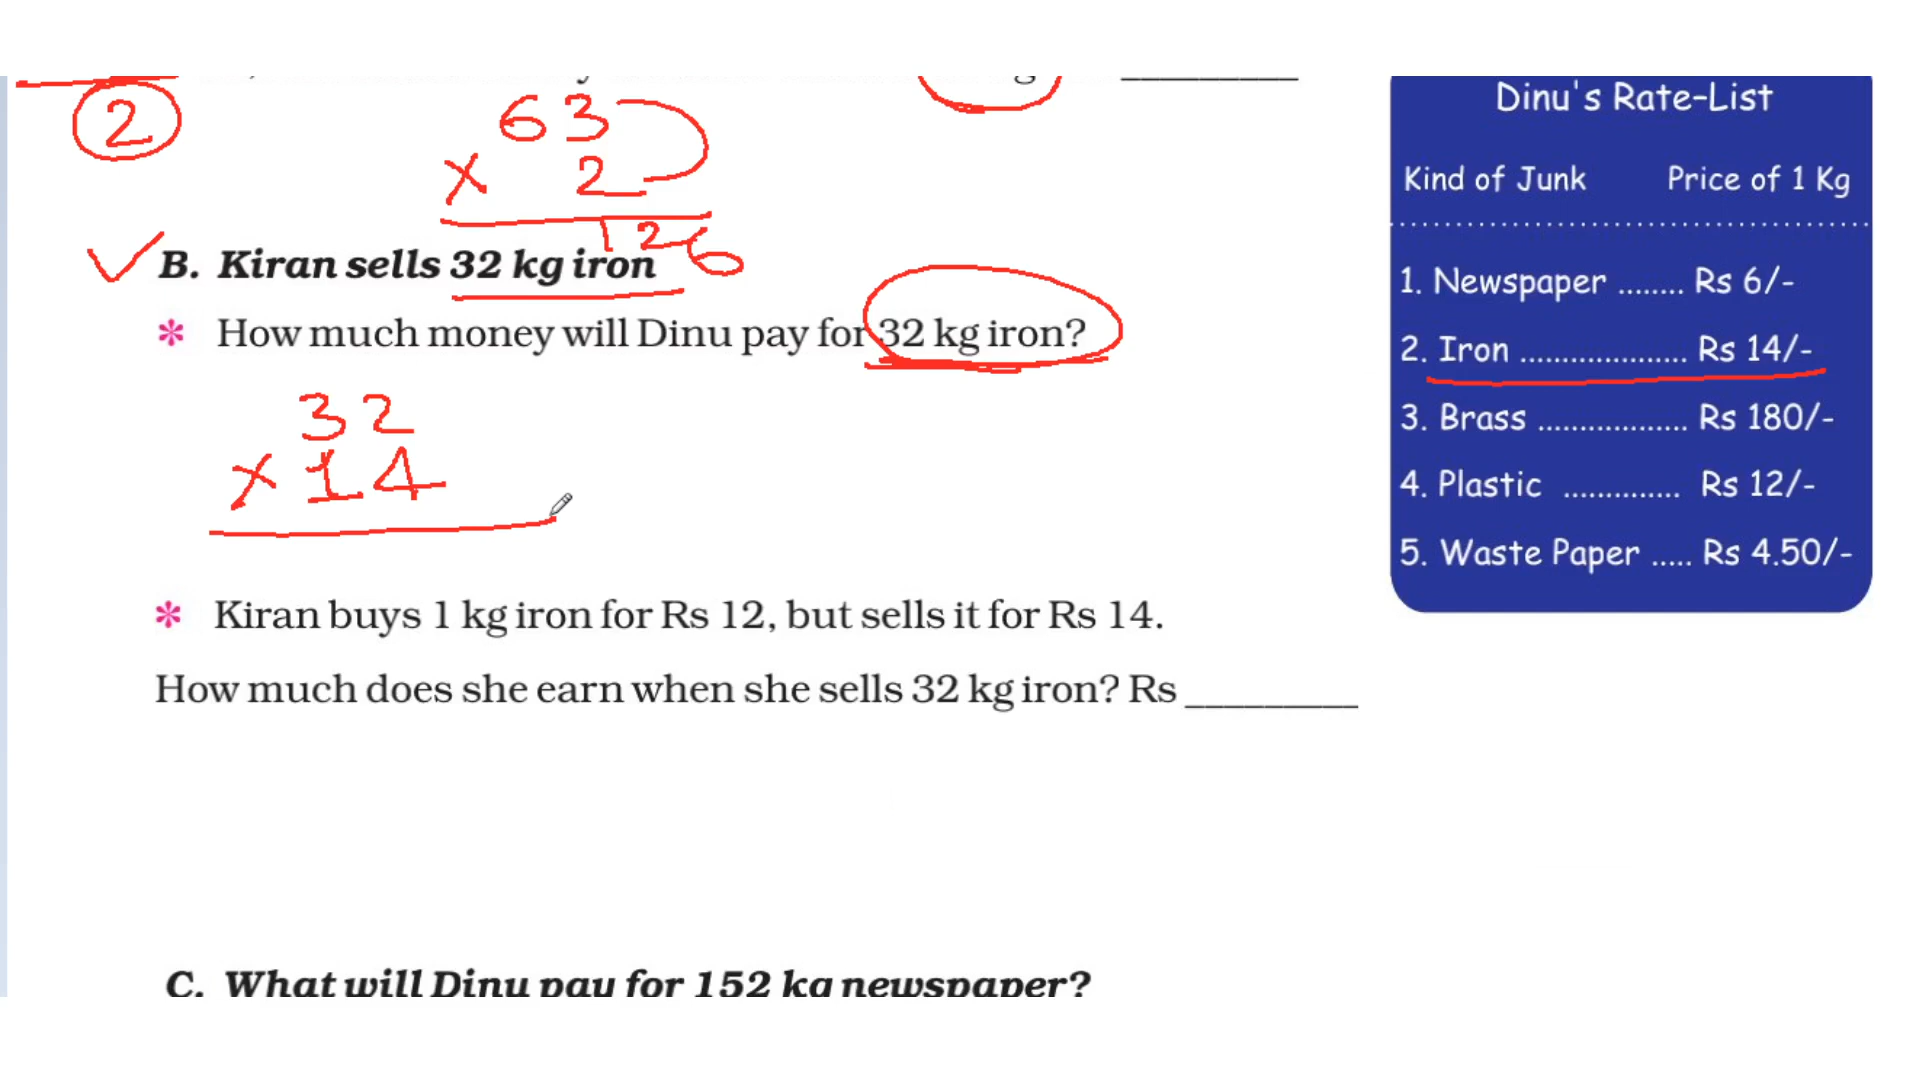 2
63
× 2
126
B. Kiran sells 32 kg iron
* How much money will Dinu pay for 32 kg iron?
32
× 14
* Kiran buys 1 kg iron for Rs 12, but sells it for Rs 14.
How much does she earn when she sells 32 kg iron? Rs _________
C. What will Dinu pay for 152 kg newspaper?
Dinu's Rate-List
Kind of Junk Price of 1 Kg
1. Newspaper ........ Rs 6/-
2. Iron .................... Rs 14/-
3. Brass .................. Rs 180/-
4. Plastic .............. Rs 12/-
5. Waste Paper ..... Rs 4.50/-